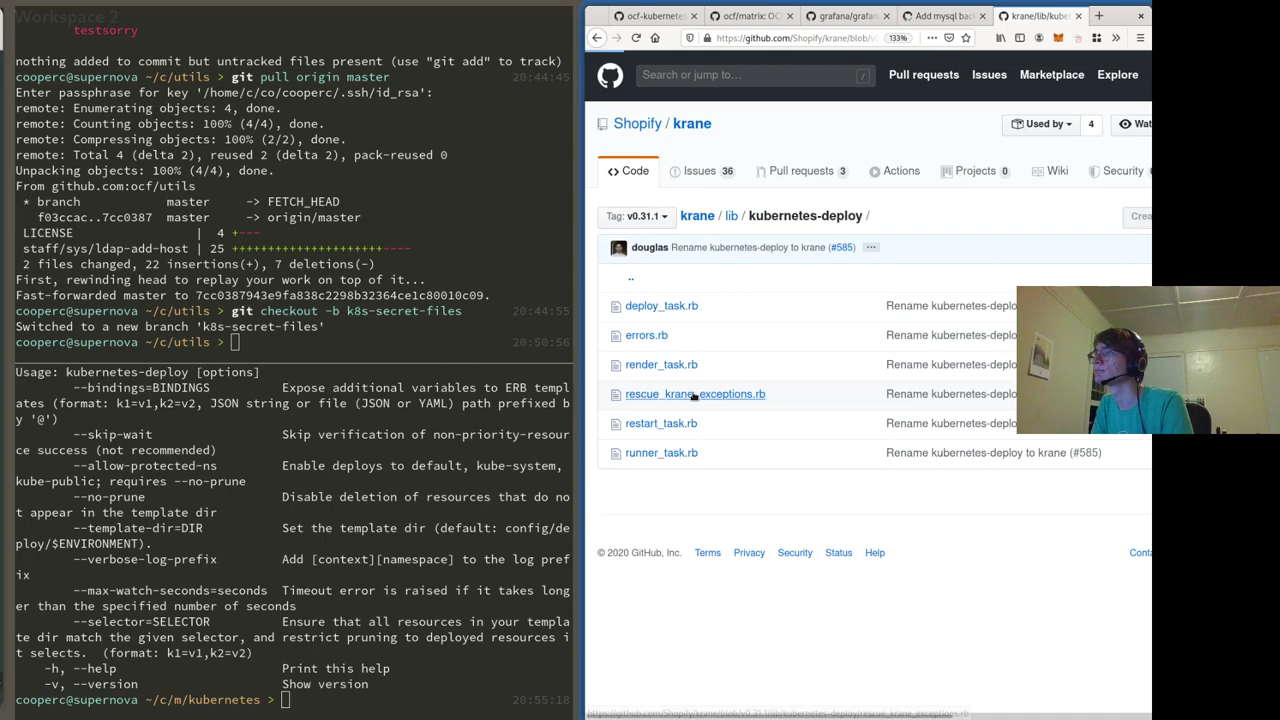 Workspace 2
testsorry
nothing added to commit but untracked files present (use "git add" to track)
cooperc@supernova ~/c/utils > git pull origin master 20:44:45
Enter passphrase for key '/home/c/co/cooperc/.ssh/id_rsa':
remote: Enumerating objects: 4, done.
remote: Counting objects: 100% (4/4), done.
remote: Compressing objects: 100% (2/2), done.
remote: Total 4 (delta 2), reused 2 (delta 2), pack-reused 0
Unpacking objects: 100% (4/4), done.
From github.com:ocf/utils
* branch master -> FETCH_HEAD
f03ccac..7cc0387 master -> origin/master
LICENSE | 4 +---
staff/sys/ldap-add-host | 25 +++++++++++++++++++++----
2 files changed, 22 insertions(+), 7 deletions(-)
First, rewinding head to replay your work on top of it...
Fast-forwarded master to 7cc0387943e9fa838c2298b32364ce1c80010c09.
cooperc@supernova ~/c/utils > git checkout -b k8s-secret-files 20:44:55
Switched to a new branch 'k8s-secret-files'
cooperc@supernova ~/c/utils > 20:50:56
Usage: kubernetes-deploy [options]
--bindings=BINDINGS Expose additional variables to ERB templ
ates (format: k1=v1,k2=v2, JSON string or file (JSON or YAML) path prefixed b
y '@')
--skip-wait Skip verification of non-priority-resour
ce success (not recommended)
--allow-protected-ns Enable deploys to default, kube-system,
kube-public; requires --no-prune
--no-prune Disable deletion of resources that do no
t appear in the template dir
--template-dir=DIR Set the template dir (default: config/de
ploy/$ENVIRONMENT).
--verbose-log-prefix Add [context][namespace] to the log pref
ix
--max-watch-seconds=seconds Timeout error is raised if it takes long
er than the specified number of seconds
--selector=SELECTOR Ensure that all resources in your templa
te dir match the given selector, and restrict pruning to deployed resources i
t selects. (format: k1=v1,k2=v2)
-h, --help Print this help
-v, --version Show version
cooperc@supernova ~/c/m/kubernetes > 20:55:18
ocf-kubernetes
ocf/matrix: OC
grafana/grafan
Add mysql bac
krane/lib/kuber
https://github.com/Shopify/krane/blob/v0 133%
Search or jump to... / Pull requests Issues Marketplace Explore
Shopify / krane Used by 4 Wat
Code Issues 36 Pull requests 3 Actions Projects 0 Wiki Security
Tag: v0.31.1 krane / lib / kubernetes-deploy / Crea
douglas Rename kubernetes-deploy to krane (#585) ...
..
deploy_task.rb Rename kubernetes-deplo
errors.rb Rename kubernetes-deplo
render_task.rb Rename kubernetes-deplo
rescue_krane_exceptions.rb Rename kubernetes-deplo
restart_task.rb Rename kubernetes-deplo
runner_task.rb Rename kubernetes-deploy to krane (#585)
© 2020 GitHub, Inc. Terms Privacy Security Status Help Conta
https://github.com/Shopify/krane/blob/v0.31.1/lib/kubernetes-deploy/rescue_krane_exceptions.rb